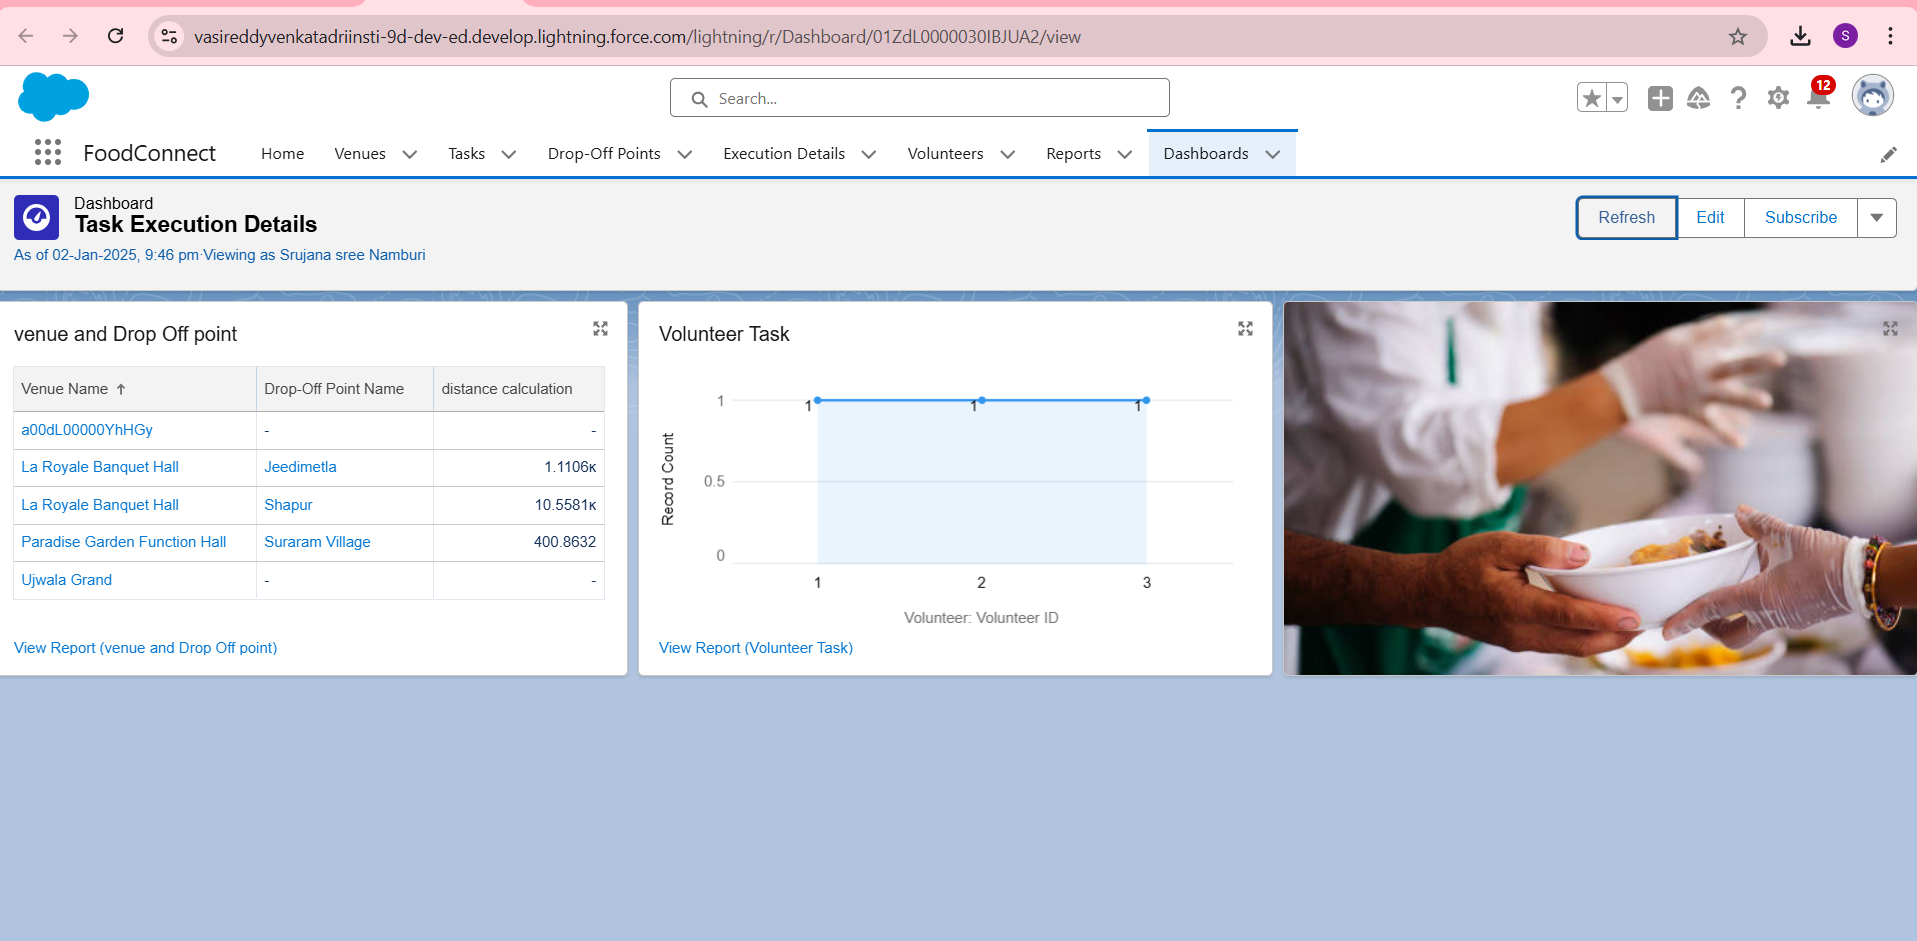 vasireddyvenkatadriinsti-9d-dev-ed.develop.lightning.force.com/lightning/r/Dashboard/01ZdL0000030IBJUA2/view
S
Search...
12
FoodConnect
Home
Venues
Tasks
Drop-Off Points
Execution Details
Volunteers
Reports
Dashboards
Dashboard
Task Execution Details
As of 02-Jan-2025, 9:46 pm·Viewing as Srujana sree Namburi
Refresh
Edit
Subscribe
venue and Drop Off point
Venue Name ↑ Drop-Off Point Name distance calculation
a00dL00000YhHGy - -
La Royale Banquet Hall Jeedimetla 1.1106ĸ
La Royale Banquet Hall Shapur 10.5581ĸ
Paradise Garden Function Hall Suraram Village 400.8632
Ujwala Grand - -
View Report (venue and Drop Off point)
Volunteer Task
Record Count
1
0.5
0
1 1 1
1 2 3
Volunteer: Volunteer ID
View Report (Volunteer Task)